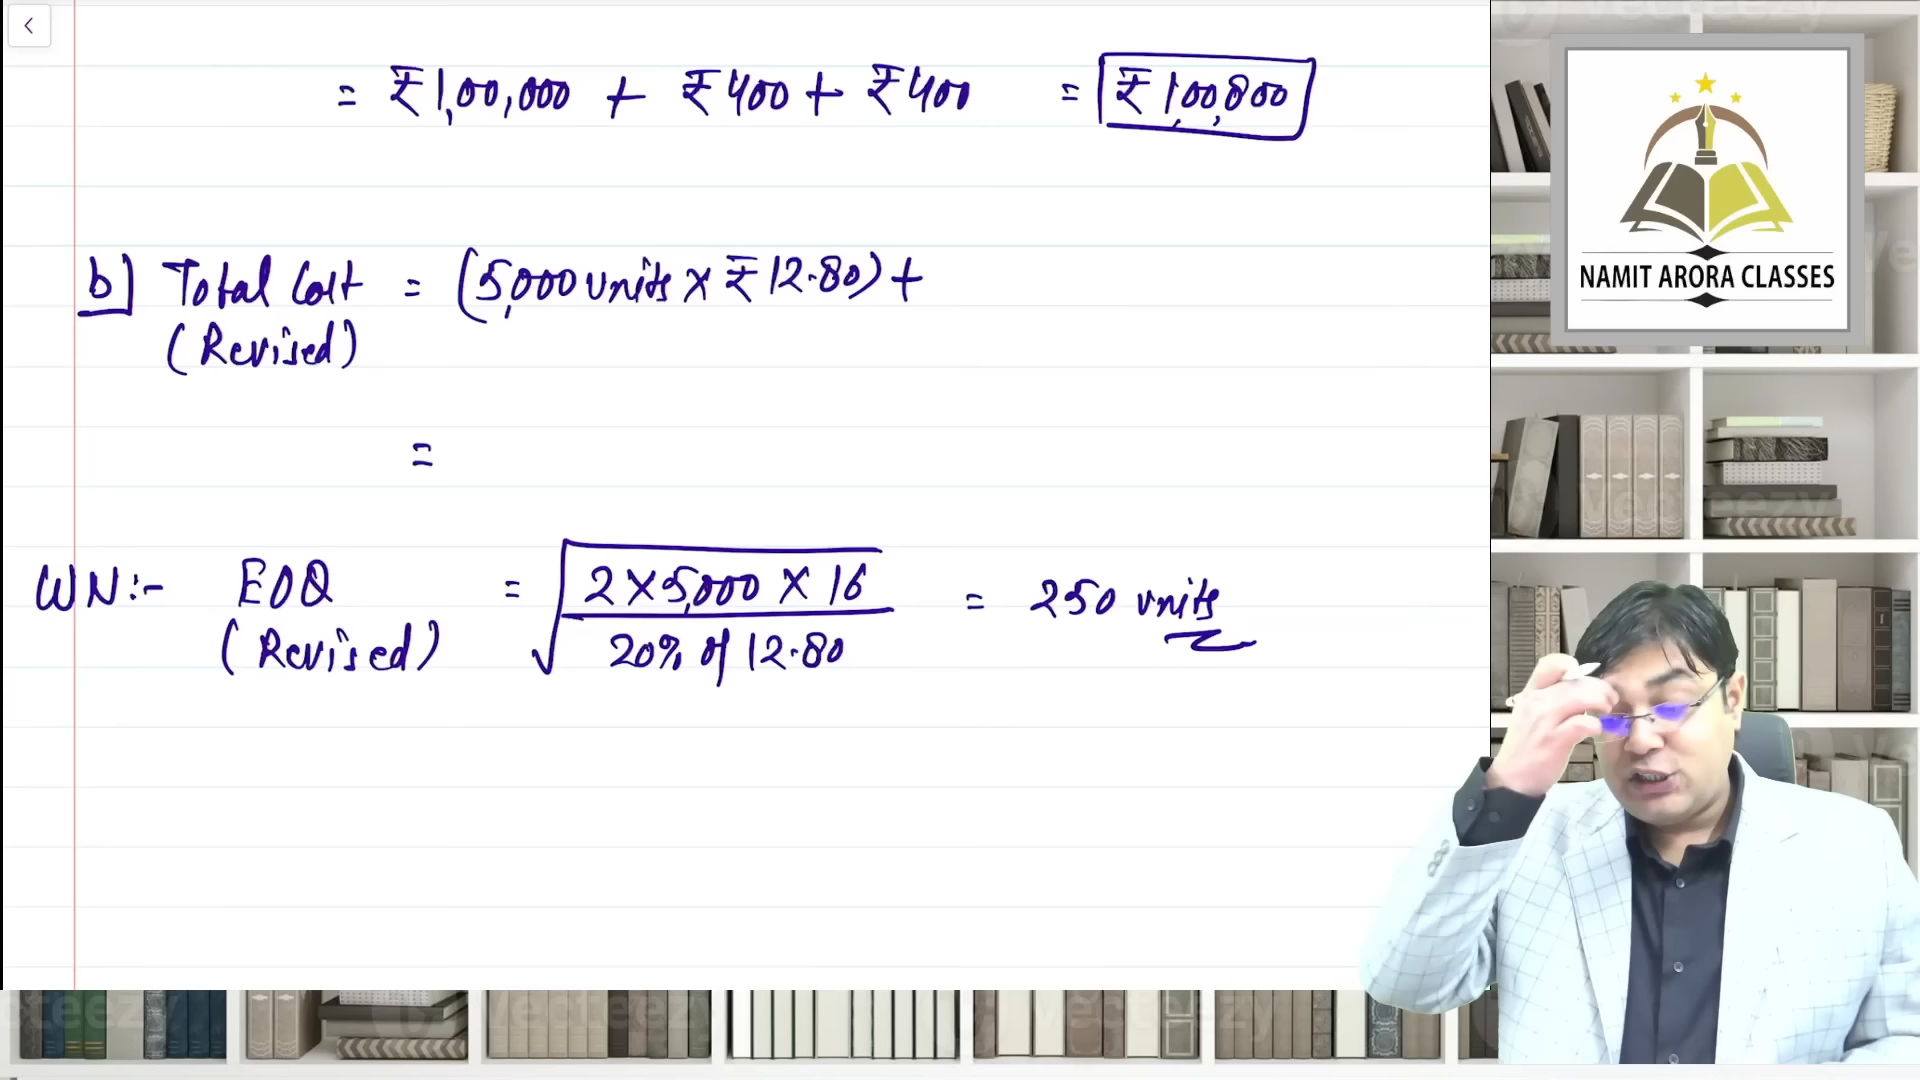 = ₹1,00,000 + ₹400 + ₹400 = ₹1,00,800
b] Total Cost = (5,000 units × ₹12.80) +
(Revised)
=
WN:- EOQ = √ 2 × 5,000 × 16 = 250 units
(Revised) 20% of 12.80
NAMIT ARORA CLASSES